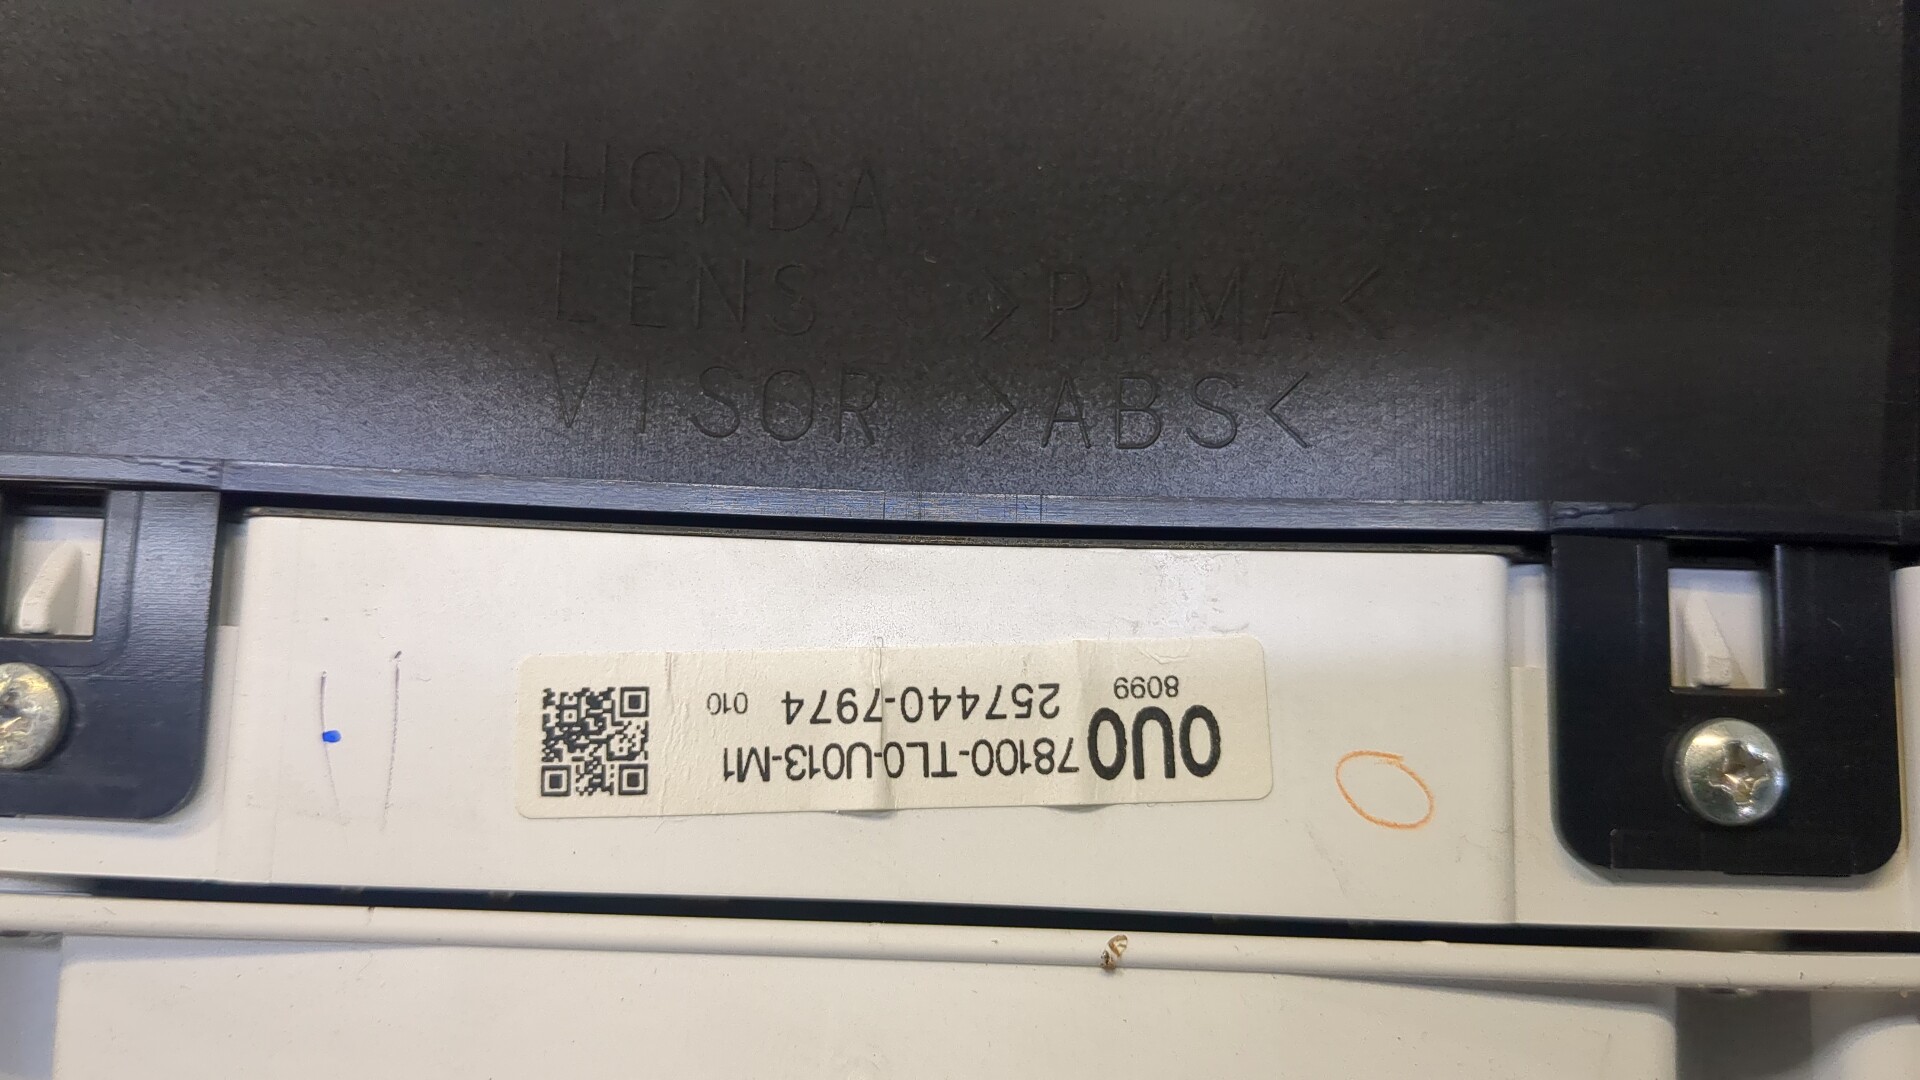 HONDA
LENS >PMMA<
VISOR >ABS<
0U0 78100-TL0-U013-M1
8099 257440-7974 010